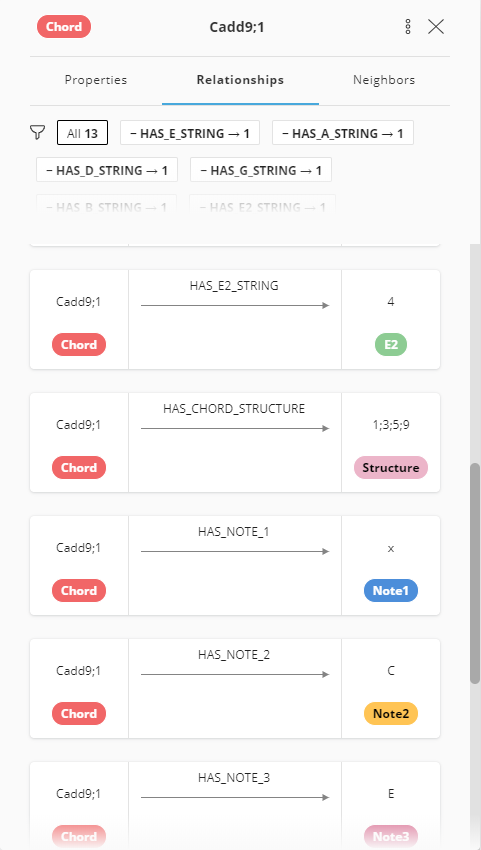 Chord Cadd9;1
Properties Relationships Neighbors
All 13 – HAS_E_STRING → 1 – HAS_A_STRING → 1
– HAS_D_STRING → 1 – HAS_G_STRING → 1
– HAS_B_STRING → 1 – HAS_E2_STRING → 1
HAS_E2_STRING
Cadd9;1 4
Chord E2
HAS_CHORD_STRUCTURE
Cadd9;1 1;3;5;9
Chord Structure
HAS_NOTE_1
Cadd9;1 x
Chord Note1
HAS_NOTE_2
Cadd9;1 C
Chord Note2
HAS_NOTE_3
Cadd9;1 E
Chord Note3